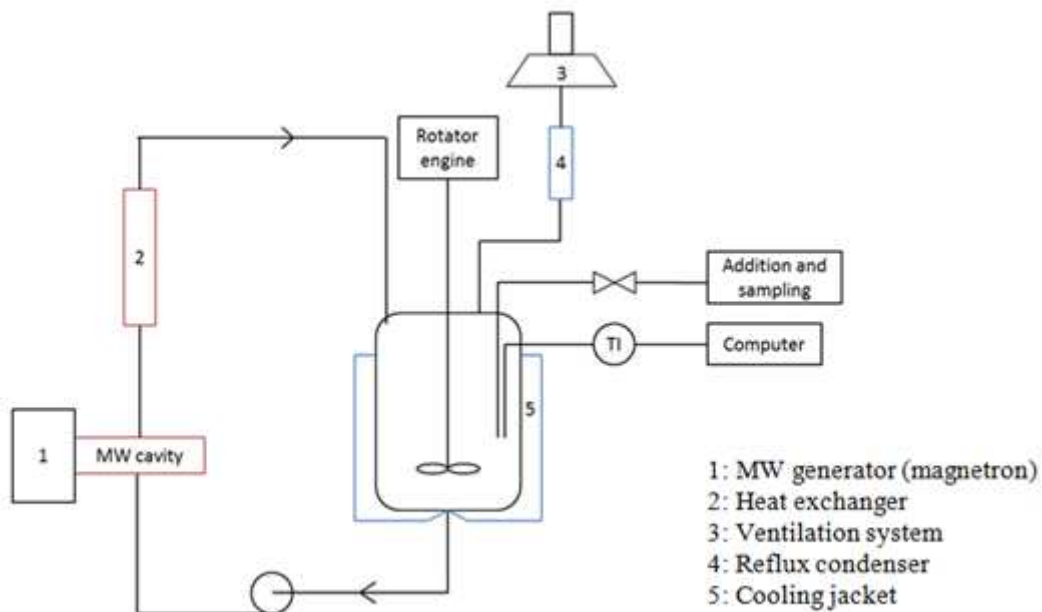 3
Rotator
engine
4
2
Addition and
sampling
TI
Computer
5
1
MW cavity
1: MW generator (magnetron)
2: Heat exchanger
3: Ventilation system
4: Reflux condenser
5: Cooling jacket